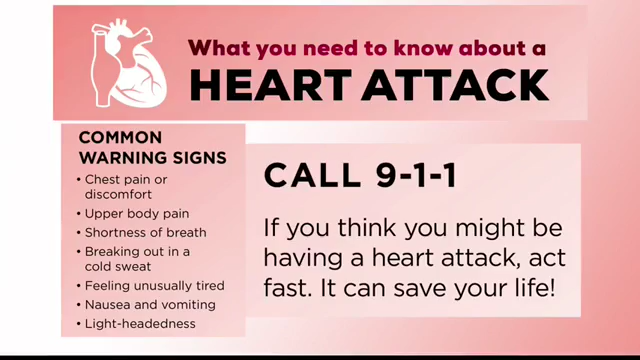 What you need to know about a
HEART ATTACK
COMMON
WARNING SIGNS
• Chest pain or
discomfort
• Upper body pain
• Shortness of breath
• Breaking out in a
cold sweat
• Feeling unusually tired
• Nausea and vomiting
• Light-headedness
CALL 9-1-1
If you think you might be
having a heart attack, act
fast. It can save your life!